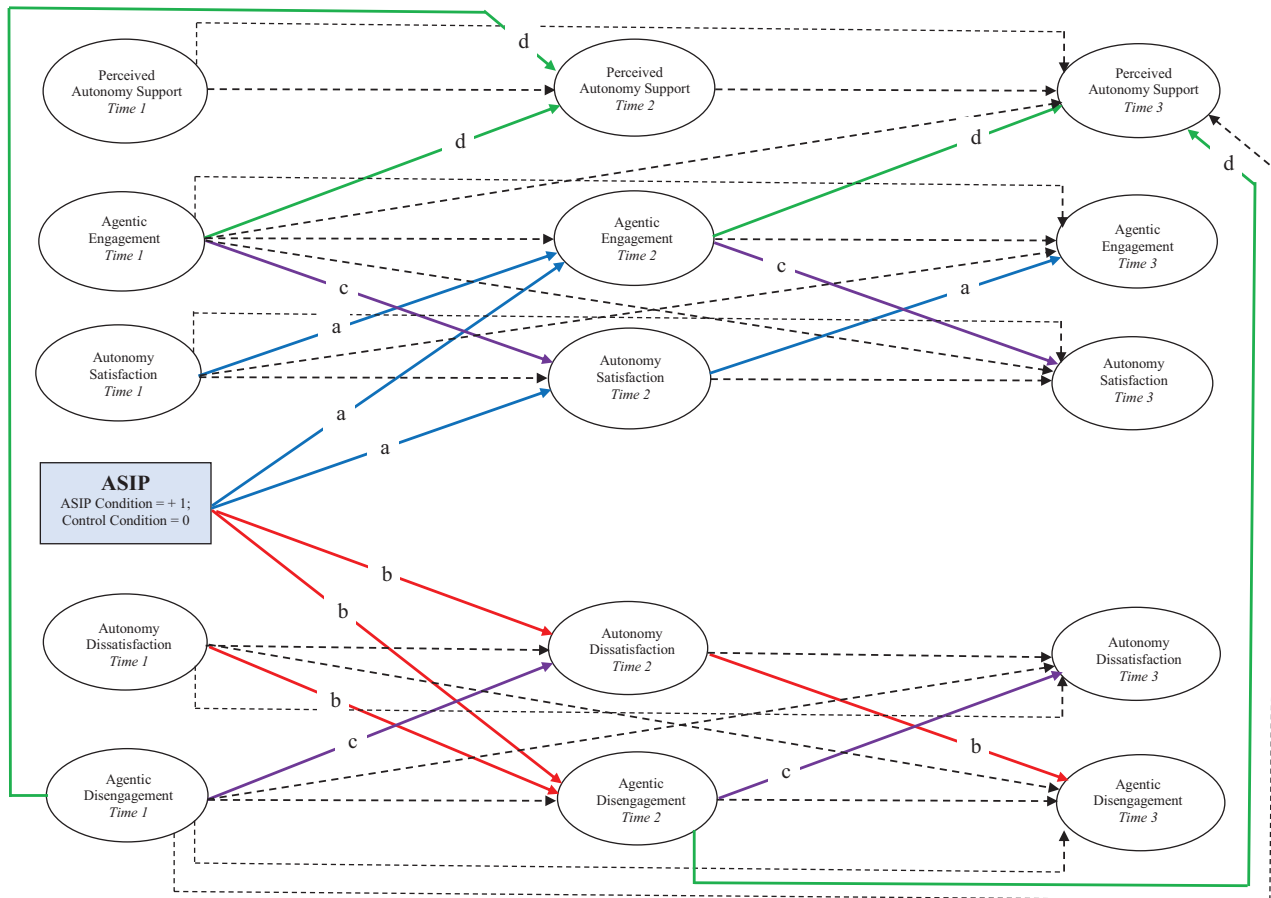 d
Perceived
Autonomy Support
Time 1
Perceived
Autonomy Support
Time 2
Perceived
Autonomy Support
Time 3
d
d
d
Agentic
Engagement
Time 1
Agentic
Engagement
Time 2
Agentic
Engagement
Time 3
c
c
a
a
Autonomy
Satisfaction
Time 1
Autonomy
Satisfaction
Time 2
Autonomy
Satisfaction
Time 3
a
a
ASIP
ASIP Condition = + 1;
Control Condition = 0
b
b
Autonomy
Dissatisfaction
Time 1
Autonomy
Dissatisfaction
Time 2
Autonomy
Dissatisfaction
Time 3
b
c
b
c
Agentic
Disengagement
Time 1
Agentic
Disengagement
Time 2
Agentic
Disengagement
Time 3